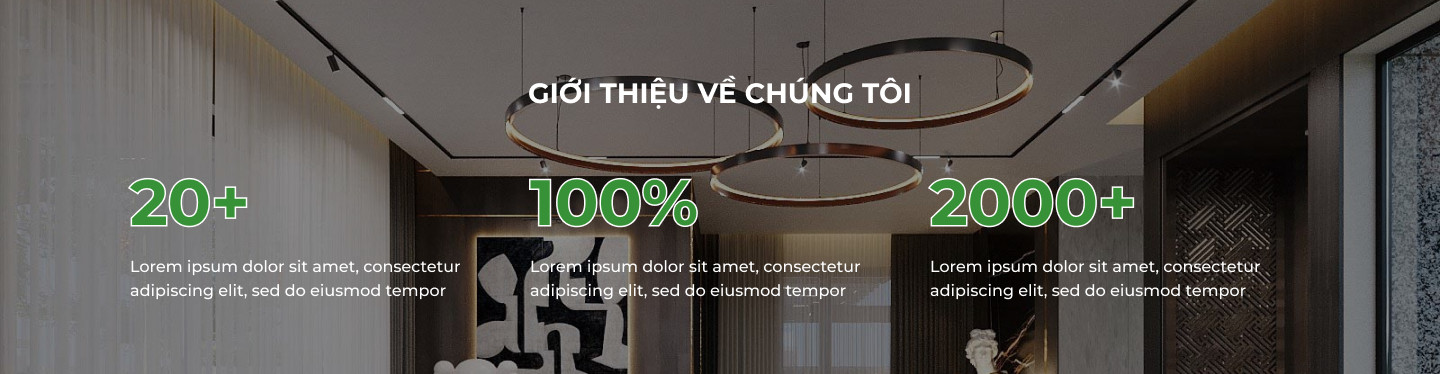 GIỚI THIỆU VỀ CHÚNG TÔI
20+
100%
2000+
Lorem ipsum dolor sit amet, consectetur
adipiscing elit, sed do eiusmod tempor
Lorem ipsum dolor sit amet, consectetur
adipiscing elit, sed do eiusmod tempor
Lorem ipsum dolor sit amet, consectetur
adipiscing elit, sed do eiusmod tempor